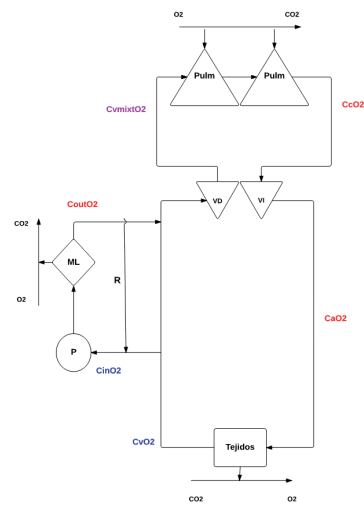 O2
CO2
Pulm
Pulm
CvmixtO2
CcO2
CoutO2
VD
VI
CO2
ML
R
O2
CaO2
P
CinO2
CvO2
Tejidos
CO2
O2